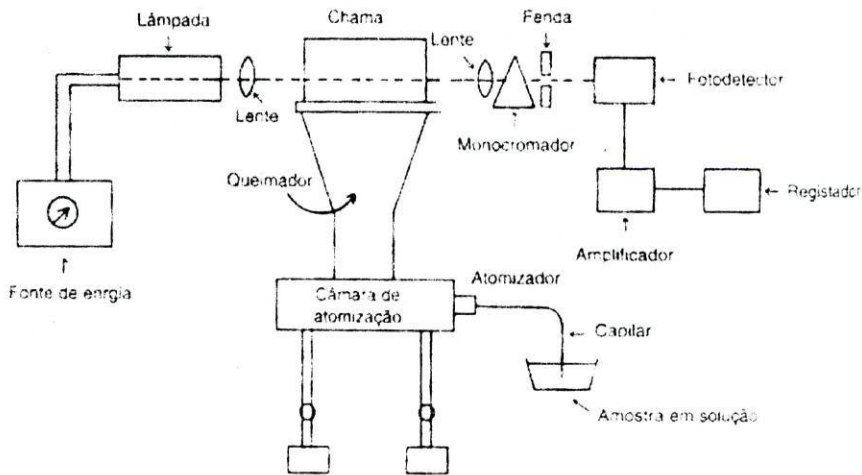 Lâmpada
Chama
Fenda
Lente
Lente
Fotodetector
Monocromador
Queimador
Registador
Amplificador
Fonte de enrgia
Câmara de
atomização
Atomizador
Capilar
Amostra em solução